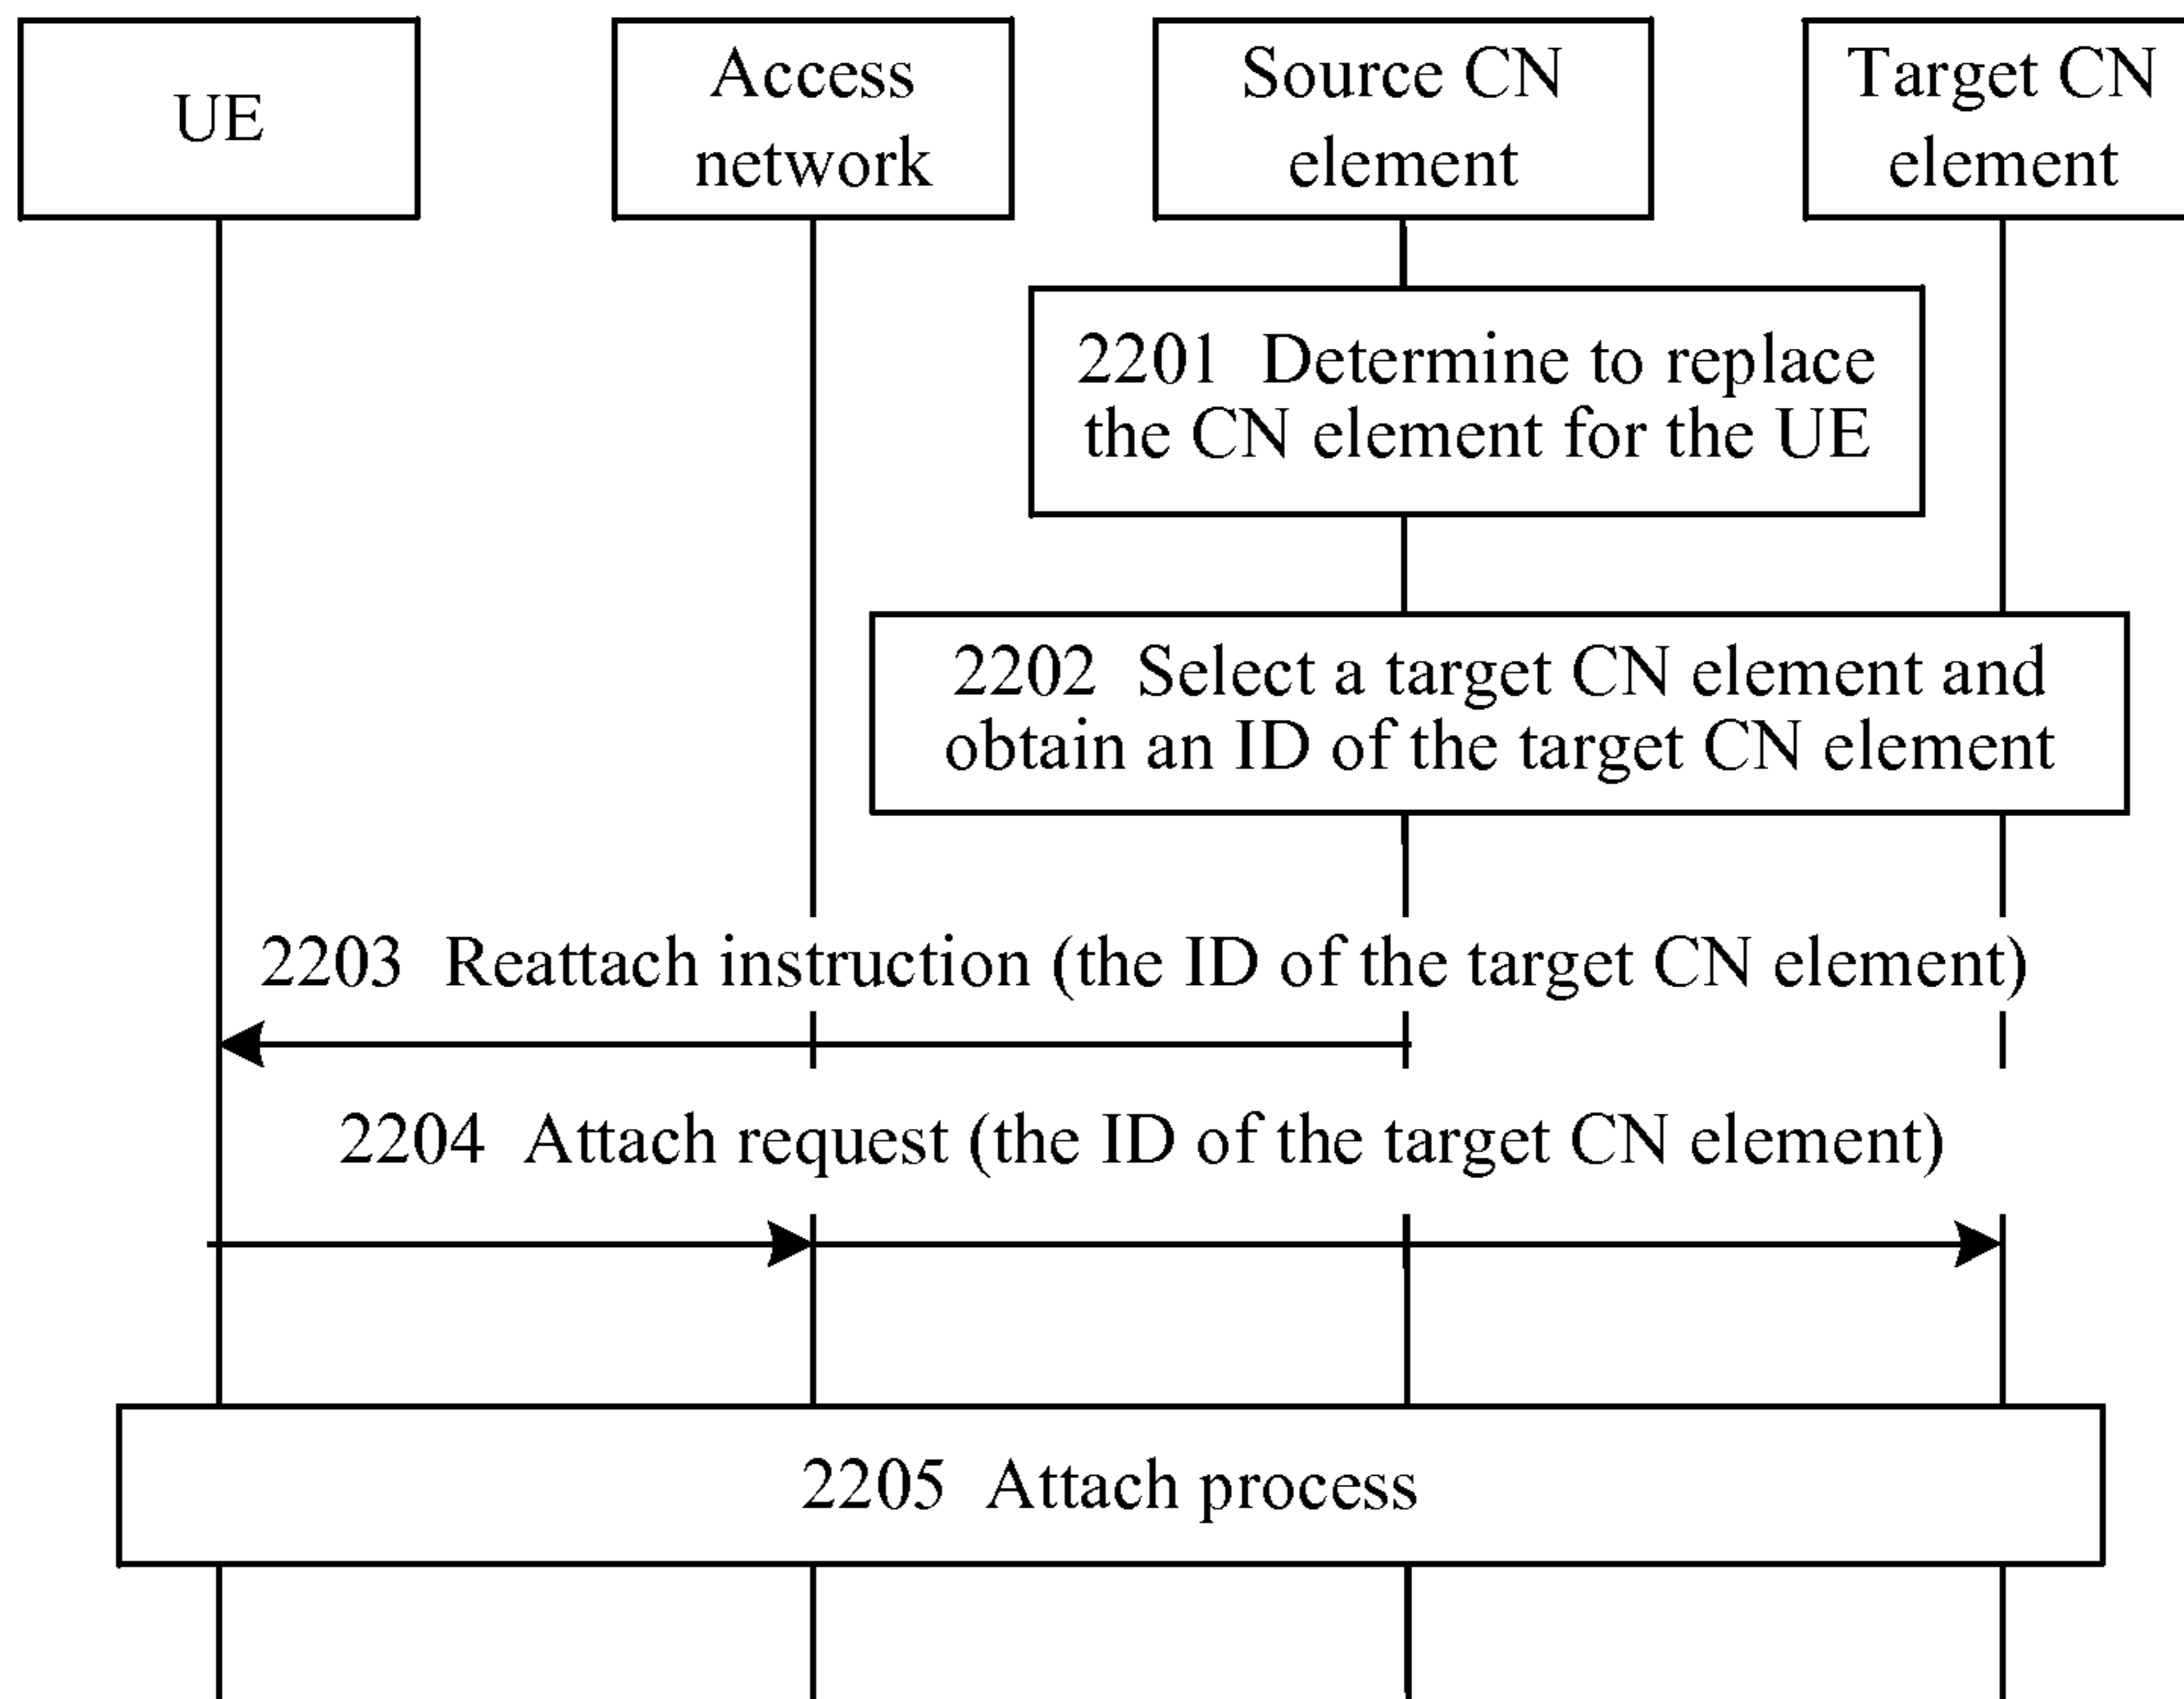 UE
Access
network
Source CN
element
Target CN
element
2201 Determine to replace
the CN element for the UE
2202 Select a target CN element and
obtain an ID of the target CN element
2203 Reattach instruction (the ID of the target CN element)
2204 Attach request (the ID of the target CN element)
2205 Attach process